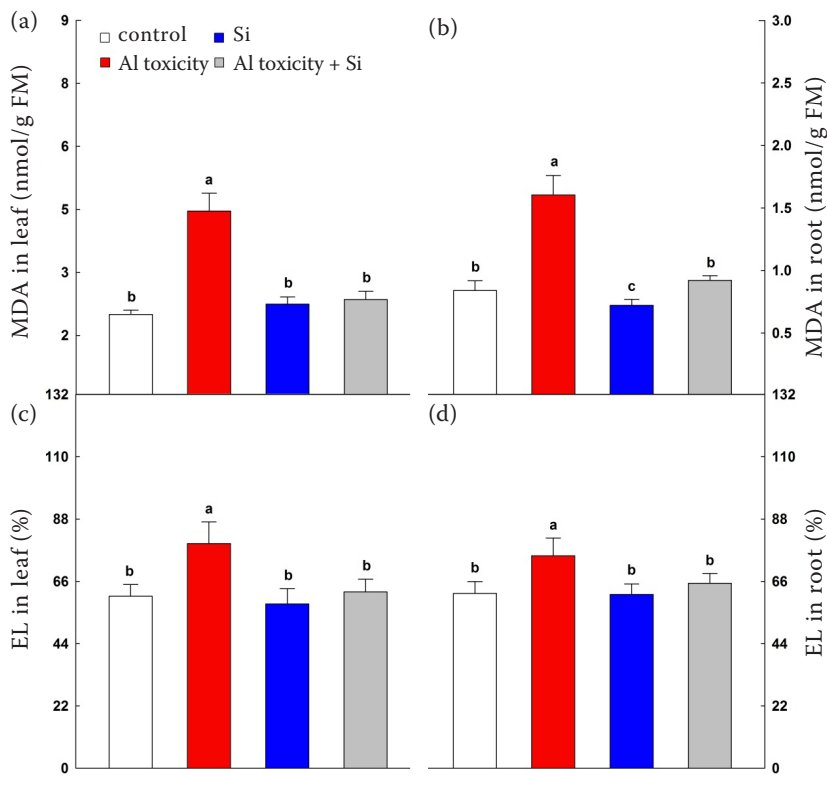 (a)
control
Si
Al toxicity
Al toxicity + Si
MDA in leaf (nmol/g FM)
9
8
6
5
3
2
b
a
b
b
(b)
3.0
2.5
2.0
1.5
1.0
0.5
MDA in root (nmol/g FM)
b
a
c
b
(c)
EL in leaf (%)
132
110
88
66
44
22
0
b
a
b
b
(d)
132
110
88
66
44
22
0
EL in root (%)
b
a
b
b